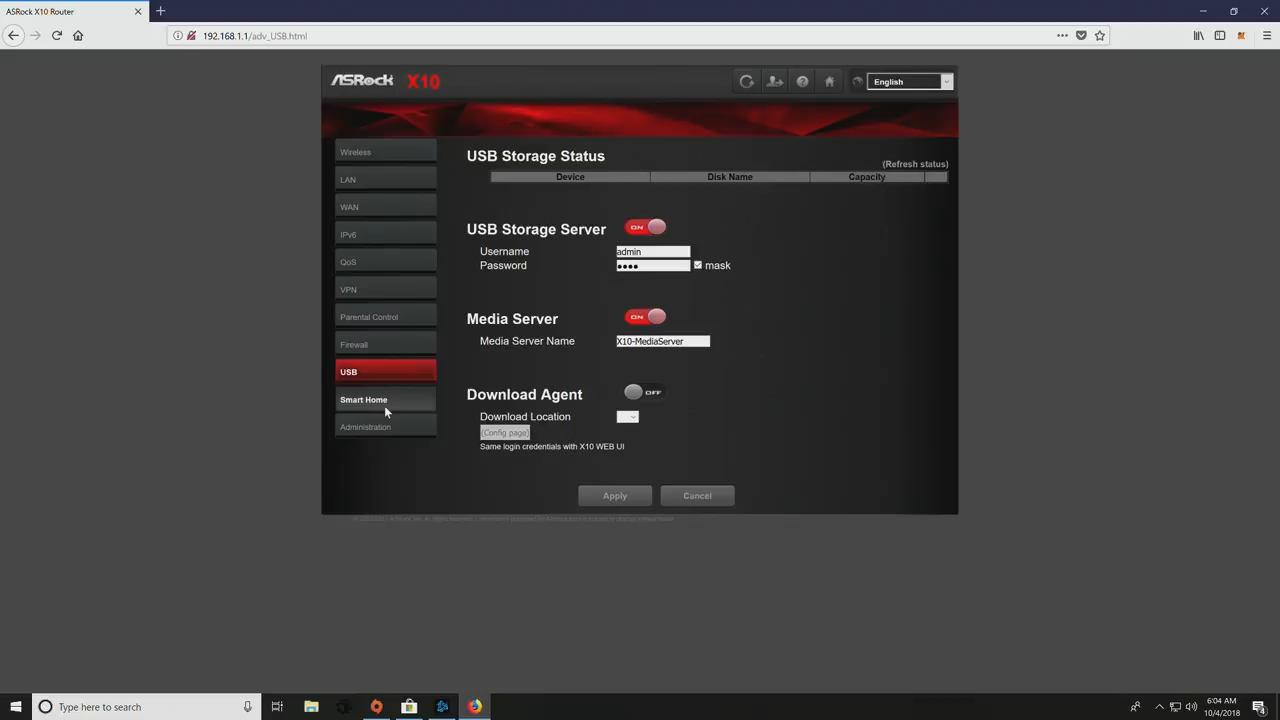 ASRock X10 Router
192.168.1.1/adv_USB.html
ASRock X10
English
Wireless
LAN
WAN
IPv6
QoS
VPN
Parental Control
Firewall
USB
Smart Home
Administration
USB Storage Status
(Refresh status)
Device Disk Name Capacity
USB Storage Server ON
Username admin
Password •••• mask
Media Server ON
Media Server Name X10-MediaServer
Download Agent OFF
Download Location
(Config page)
Same login credentials with X10 WEB UI
Apply Cancel
Type here to search
6:04 AM
10/4/2018
4